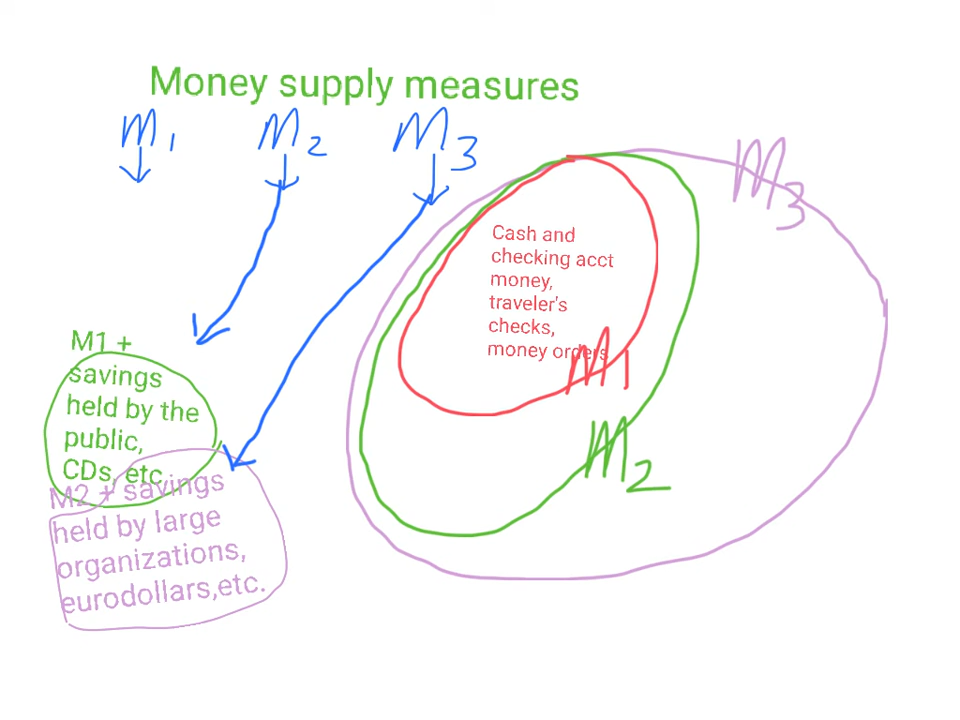 Money supply measures
M1 M2 M3
M3
Cash and
checking acct
money,
traveler's
checks,
money orders
M1
M2
M1 +
savings
held by the
public,
CDs, etc.
M2 + savings
held by large
organizations,
eurodollars,etc.